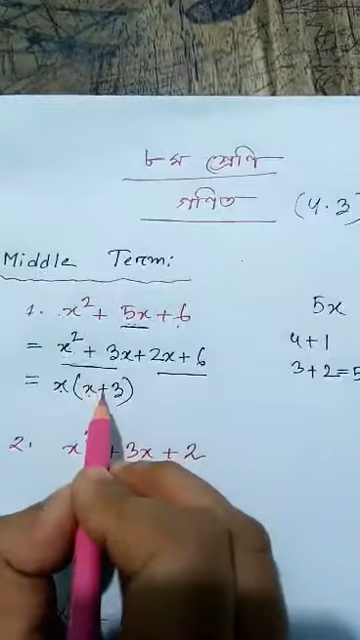 ৮ম শ্রেণি
গণিত
(4.3)
Middle Term:
1. x² + 5x + 6
= x² + 3x + 2x + 6
= x(x+3)
5x
4+1
3+2=5
2. x² + 3x + 2